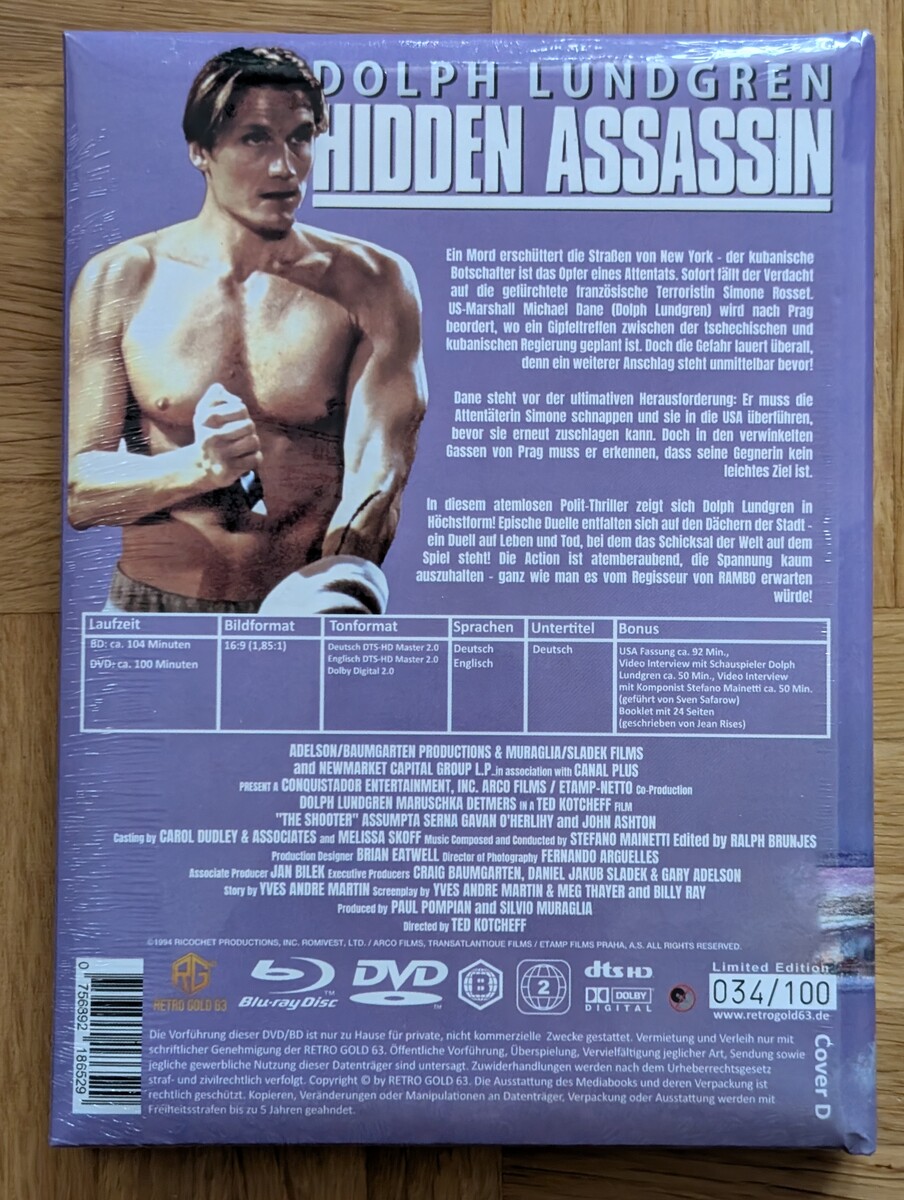 DOLPH LUNDGREN
HIDDEN ASSASSIN
Ein Mord erschüttert die Straßen von New York - der kubanische
Botschafter ist das Opfer eines Attentats. Sofort fällt der Verdacht
auf die gefürchtete französische Terroristin Simone Rosset.
US-Marshall Michael Dane (Dolph Lundgren) wird nach Prag
beordert, wo ein Gipfeltreffen zwischen der tschechischen und
kubanischen Regierung geplant ist. Doch die Gefahr lauert überall,
denn ein weiterer Anschlag steht unmittelbar bevor!
Dane steht vor der ultimativen Herausforderung: Er muss die
Attentäterin Simone schnappen und sie in die USA überführen,
bevor sie erneut zuschlagen kann. Doch in den verwinkelten
Gassen von Prag muss er erkennen, dass seine Gegnerin kein
leichtes Ziel ist.
In diesem atemlosen Polit-Thriller zeigt sich Dolph Lundgren in
Höchstform! Epische Duelle entfalten sich auf den Dächern der Stadt -
ein Duell auf Leben und Tod, bei dem das Schicksal der Welt auf dem
Spiel steht! Die Action ist atemberaubend, die Spannung kaum
auszuhalten - ganz wie man es vom Regisseur von RAMBO erwarten
würde!
Laufzeit
BD: ca. 104 Minuten
DVD: ca. 100 Minuten
Bildformat
16:9 (1,85:1)
Tonformat
Deutsch DTS-HD Master 2.0
Englisch DTS-HD Master 2.0
Dolby Digital 2.0
Sprachen
Deutsch
Englisch
Untertitel
Deutsch
Bonus
USA Fassung ca. 92 Min.,
Video Interview mit Schauspieler Dolph
Lundgren ca. 50 Min., Video Interview
mit Komponist Stefano Mainetti ca. 50 Min.
(geführt von Sven Safarow)
Booklet mit 24 Seiten
(geschrieben von Jean Rises)
ADELSON/BAUMGARTEN PRODUCTIONS & MURAGLIA/SLADEK FILMS
and NEWMARKET CAPITAL GROUP L.P. in association with CANAL PLUS
PRESENT A CONQUISTADOR ENTERTAINMENT, INC. ARCO FILMS / ETAMP-NETTO Co-Production
DOLPH LUNDGREN MARUSCHKA DETMERS IN A TED KOTCHEFF FILM
"THE SHOOTER" ASSUMPTA SERNA GAVAN O'HERLIHY and JOHN ASHTON
Casting by CAROL DUDLEY & ASSOCIATES and MELISSA SKOFF Music Composed and Conducted by STEFANO MAINETTI Edited by RALPH BRUNJES
Production Designer BRIAN EATWELL Director of Photography FERNANDO ARGUELLES
Associate Producer JAN BILEK Executive Producers CRAIG BAUMGARTEN, DANIEL JAKUB SLADEK & GARY ADELSON
Story by YVES ANDRE MARTIN Screenplay by YVES ANDRE MARTIN & MEG THAYER and BILLY RAY
Produced by PAUL POMPIAN and SILVIO MURAGLIA
Directed by TED KOTCHEFF
©1994 RICOCHET PRODUCTIONS, INC. ROMIVEST, LTD. / ARCO FILMS, TRANSATLANTIQUE FILMS / ETAMP FILMS PRAHA, A.S. ALL RIGHTS RESERVED.
0 756892 186529
RG
RETRO GOLD 63
Blu-ray Disc™
DVD™
B
2
dts HD
DOLBY
DIGITAL
Limited Edition
034/100
www.retrogold63.de
Cover D
Die Vorführung dieser DVD/BD ist nur zu Hause für private, nicht kommerzielle Zwecke gestattet. Vermietung und Verleih nur mit
schriftlicher Genehmigung der RETRO GOLD 63. Öffentliche Vorführung, Überspielung, Vervielfältigung jeglicher Art, Sendung sowie
jegliche gewerbliche Nutzung dieser Datenträger sind untersagt. Zuwiderhandlungen werden nach dem Urheberrechtsgesetz
straf- und zivilrechtlich verfolgt. Copyright © by RETRO GOLD 63. Die Ausstattung des Mediabooks und deren Verpackung ist
rechtlich geschützt. Kopieren, Veränderungen oder Manipulationen an Datenträger, Verpackung oder Ausstattung werden mit
Freiheitsstrafen bis zu 5 Jahren geahndet.